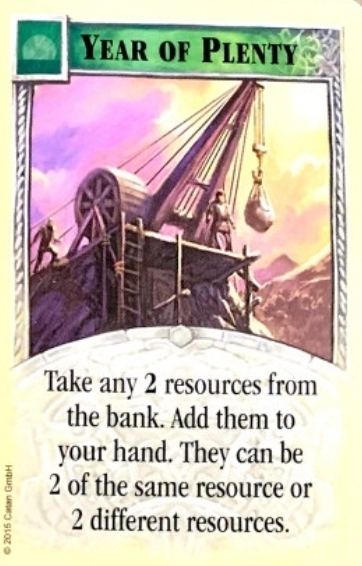 YEAR OF PLENTY
Take any 2 resources from
the bank. Add them to
your hand. They can be
2 of the same resource or
2 different resources.
© 2015 Catan GmbH